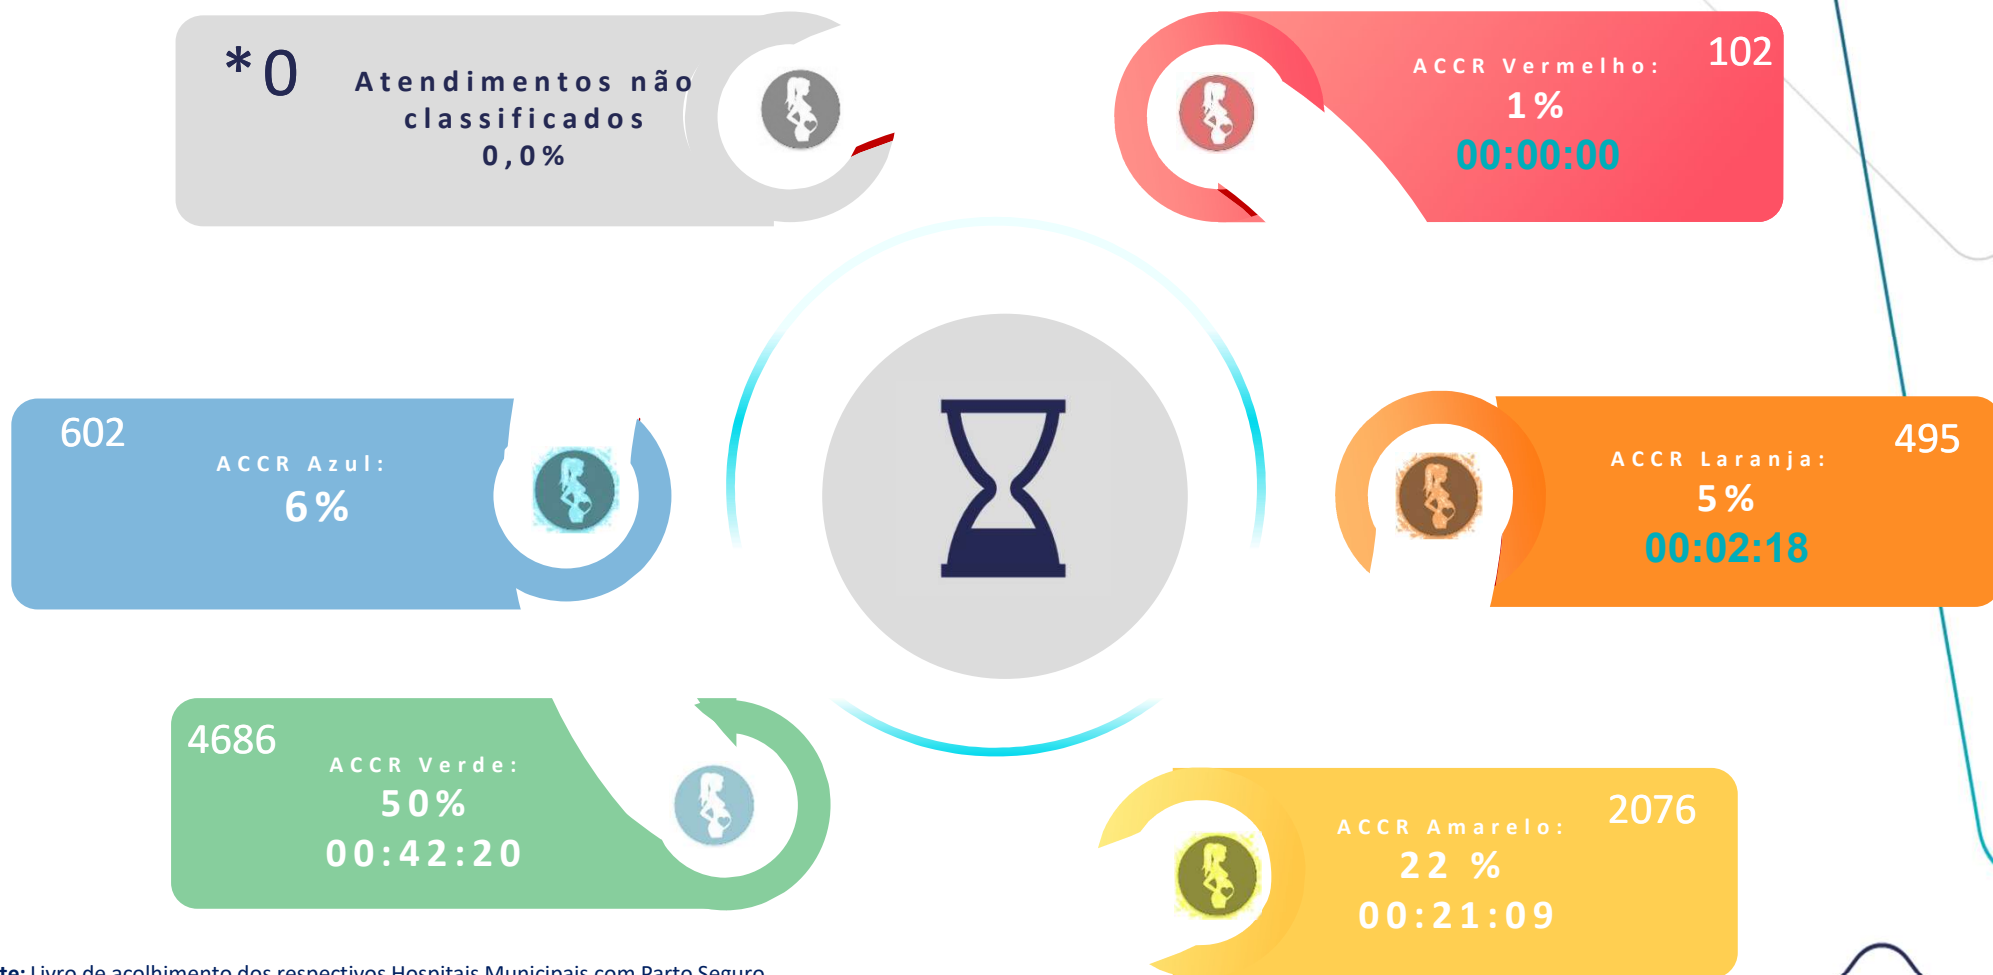 *0
Atendimentos não
classificados
0,0%
ACCR Vermelho:
102
1%
00:00:00
602
ACCR Azul:
6%
495
ACCR Laranja:
5%
00:02:18
4686
ACCR Verde:
50%
00:42:20
2076
ACCR Amarelo:
22 %
00:21:09
te: Livro de acolhimento dos respectivos Hospitais Municipais com Parto Seguro